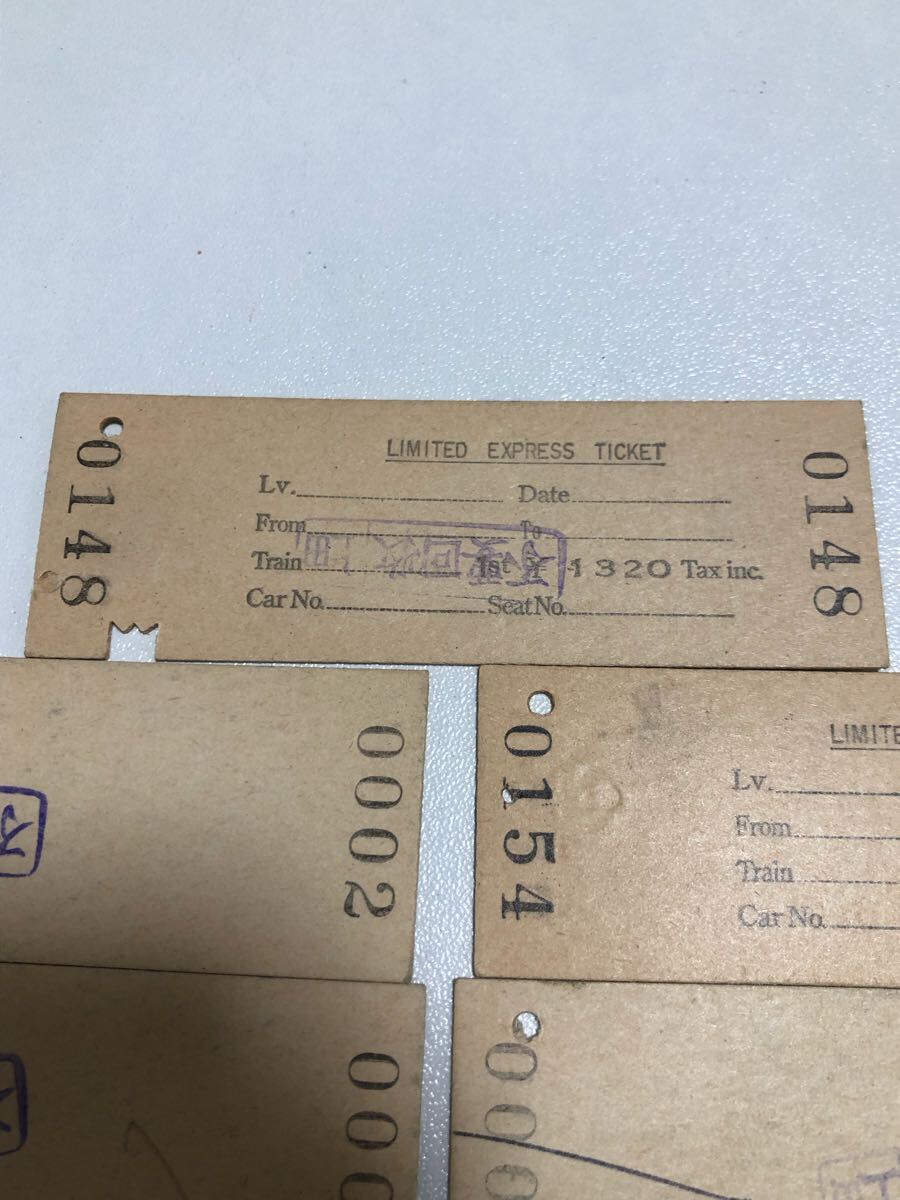 0148
LIMITED EXPRESS TICKET
Lv. Date
From To
Train 1st ¥ 1320 Tax inc.
Car No. Seat No.
0148
0002
0154
LIMITE
Lv.
From
Train
Car No.
000
000